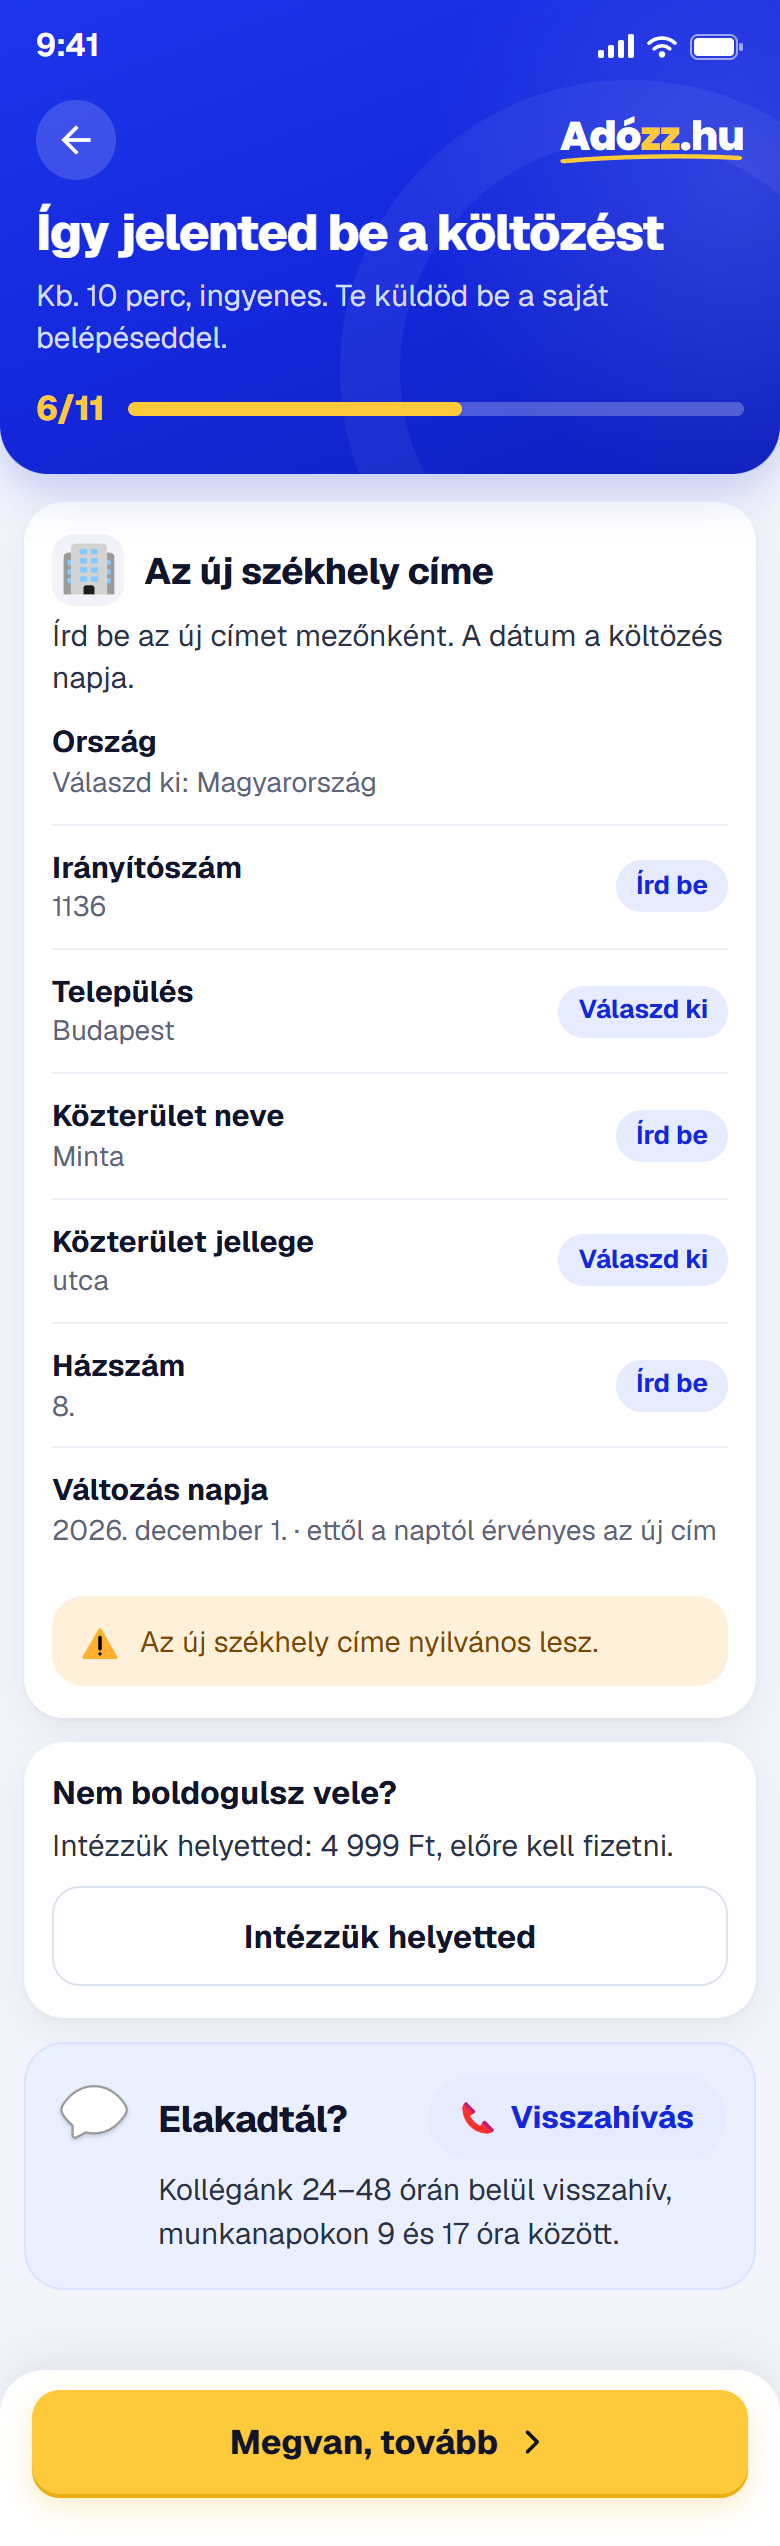 9:41
Adózz.hu
Így jelented be a költözést
Kb. 10 perc, ingyenes. Te küldöd be a saját
belépéseddel.
6/11
Az új székhely címe
Írd be az új címet mezőnként. A dátum a költözés
napja.
Ország
Válaszd ki: Magyarország
Irányítószám
1136
Írd be
Település
Budapest
Válaszd ki
Közterület neve
Minta
Írd be
Közterület jellege
utca
Válaszd ki
Házszám
8.
Írd be
Változás napja
2026. december 1. · ettől a naptól érvényes az új cím
Az új székhely címe nyilvános lesz.
Nem boldogulsz vele?
Intézzük helyetted: 4 999 Ft, előre kell fizetni.
Intézzük helyetted
Elakadtál?
Visszahívás
Kollégánk 24–48 órán belül visszahív,
munkanapokon 9 és 17 óra között.
Megvan, tovább